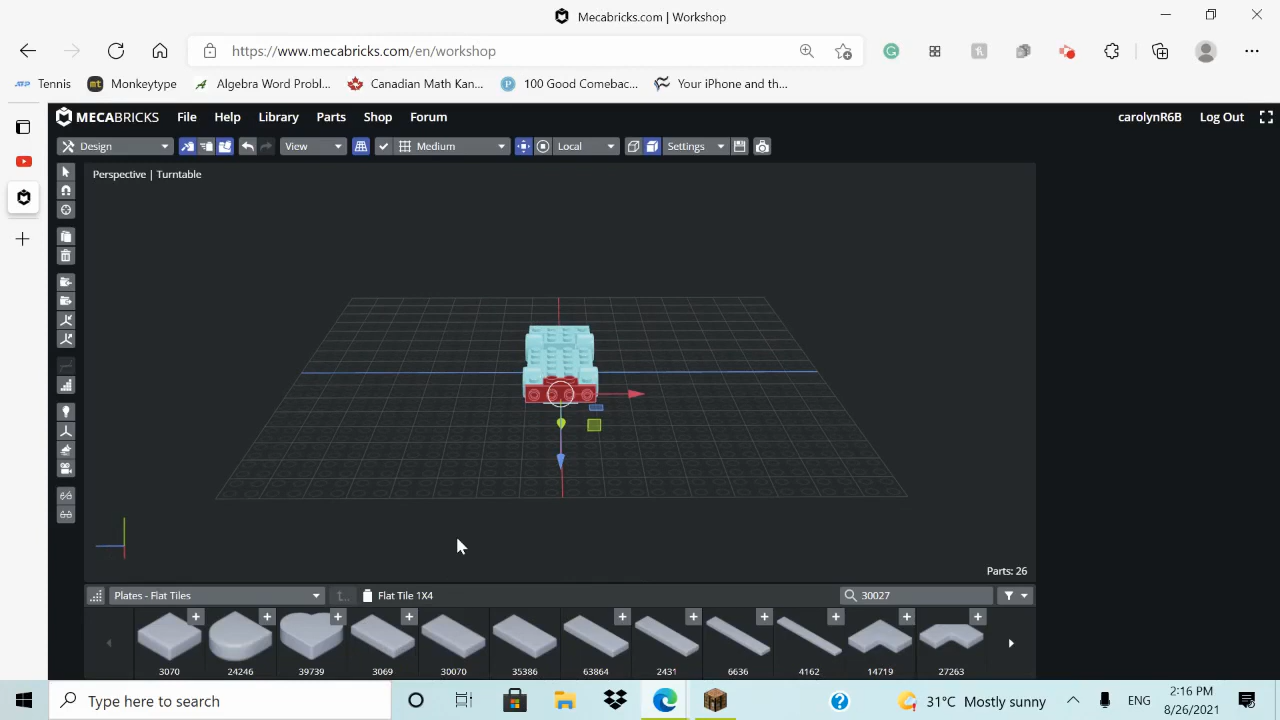 Mecabricks.com | Workshop
https://www.mecabricks.com/en/workshop
Tennis
mt Monkeytype
Algebra Word Probl...
Canadian Math Kan...
P 100 Good Comebac...
Your iPhone and th...
MECABRICKS File Help Library Parts Shop Forum carolynR6B Log Out
Design View Medium Local Settings
Perspective | Turntable
Parts: 26
Plates - Flat Tiles Flat Tile 1X4 30027
3070 24246 39739 3069 30070 35386 63864 2431 6636 4162 14719 27263
Type here to search
31°C Mostly sunny
ENG
2:16 PM
8/26/2021